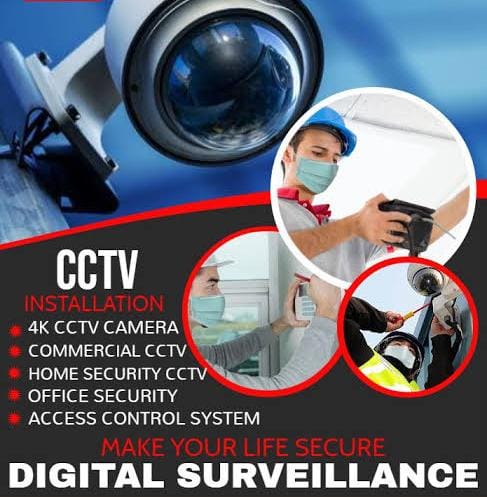 CCTV
INSTALLATION
4K CCTV CAMERA
COMMERCIAL CCTV
HOME SECURITY CCTV
OFFICE SECURITY
ACCESS CONTROL SYSTEM
MAKE YOUR LIFE SECURE
DIGITAL SURVEILLANCE